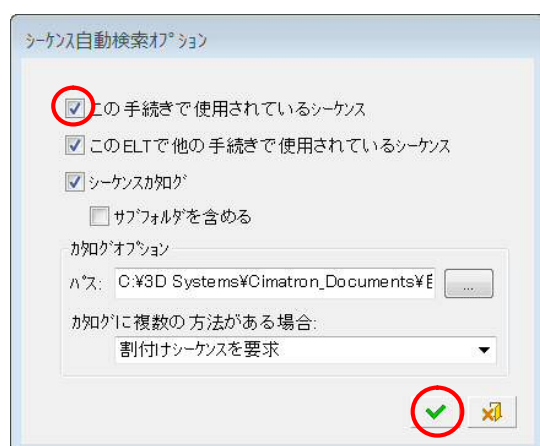 シーケンス自動検索オプション
この手続きで使用されているシーケンス
このELTで他の手続きで使用されているシーケンス
シーケンスカタログ
サブフォルダを含める
カタログオプション
パス: C:¥3D Systems¥Cimatron_Documents¥E ...
カタログに複数の方法がある場合:
割付けシーケンスを要求